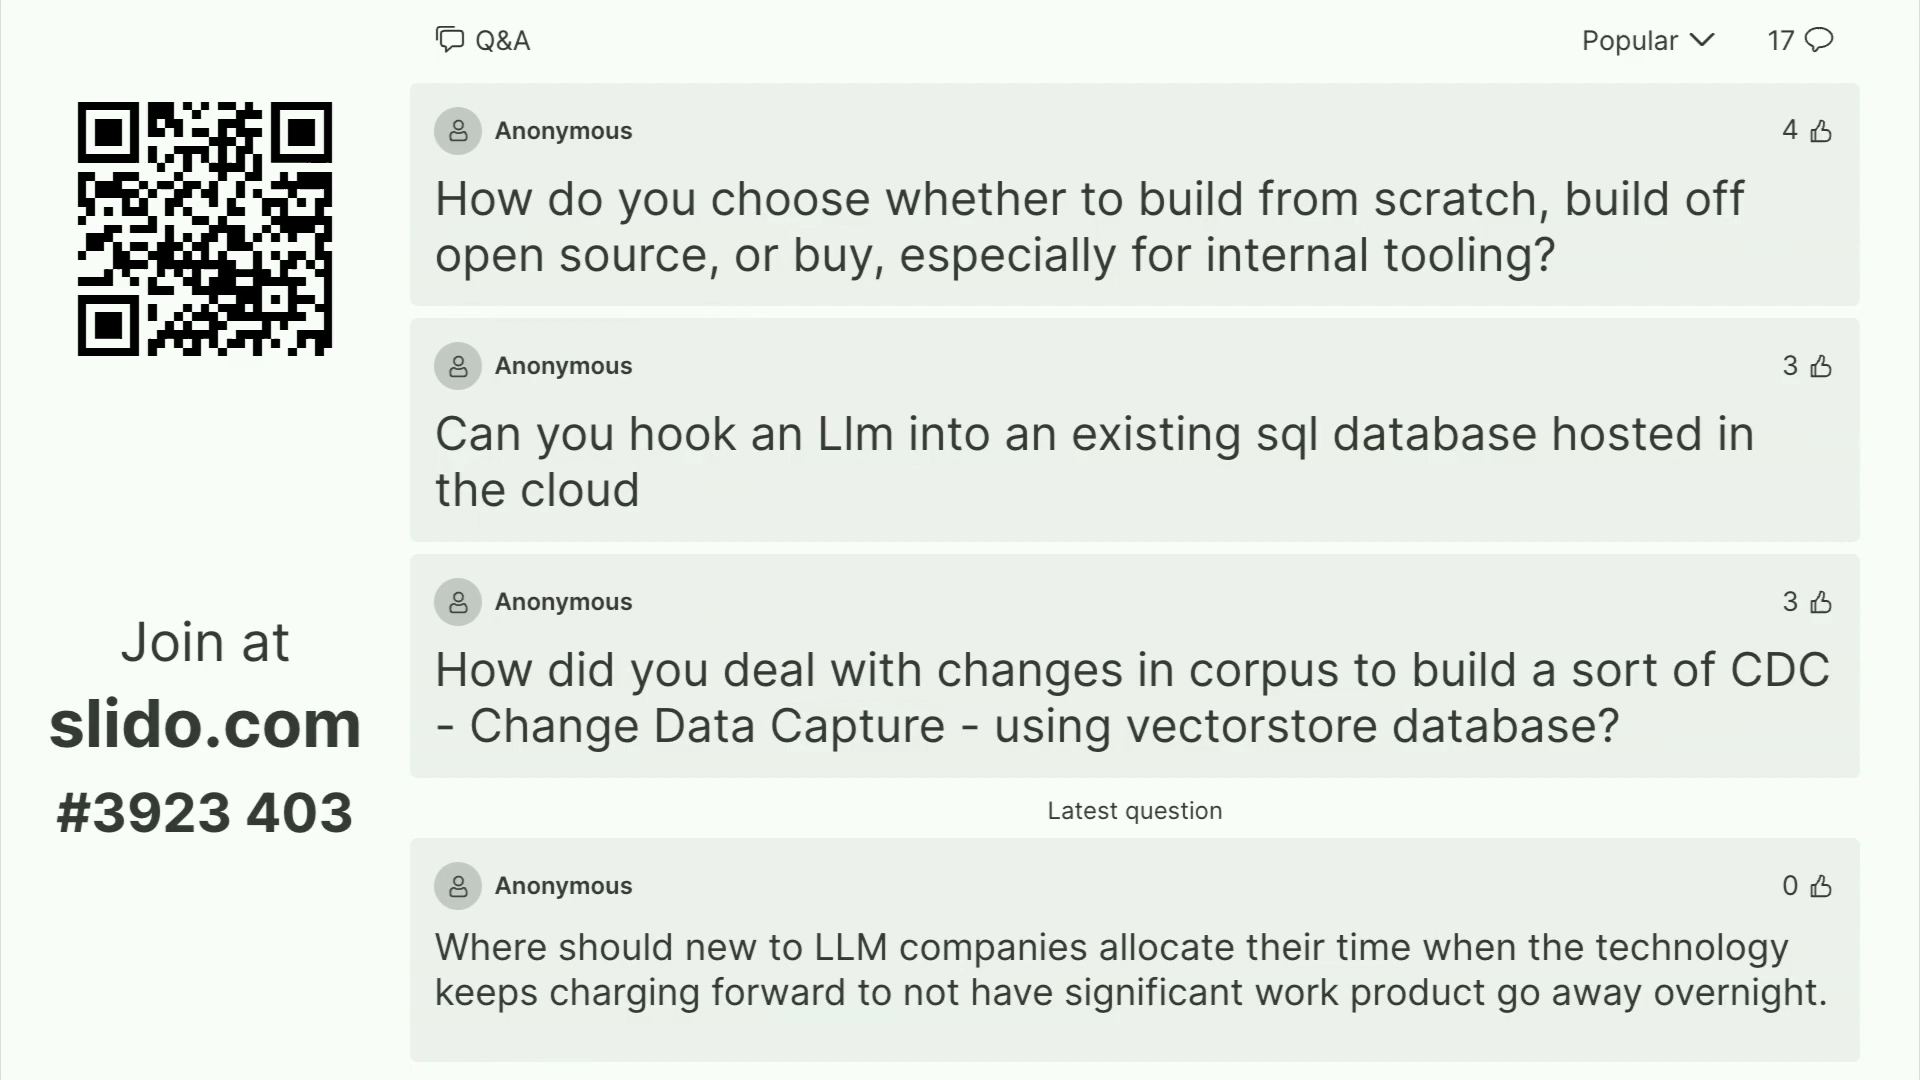 Q&A
Popular
17
Anonymous
4
How do you choose whether to build from scratch, build off
open source, or buy, especially for internal tooling?
Anonymous
3
Can you hook an Llm into an existing sql database hosted in
the cloud
Anonymous
3
How did you deal with changes in corpus to build a sort of CDC
- Change Data Capture - using vectorstore database?
Latest question
Anonymous
0
Where should new to LLM companies allocate their time when the technology
keeps charging forward to not have significant work product go away overnight.
Join at
slido.com
#3923 403